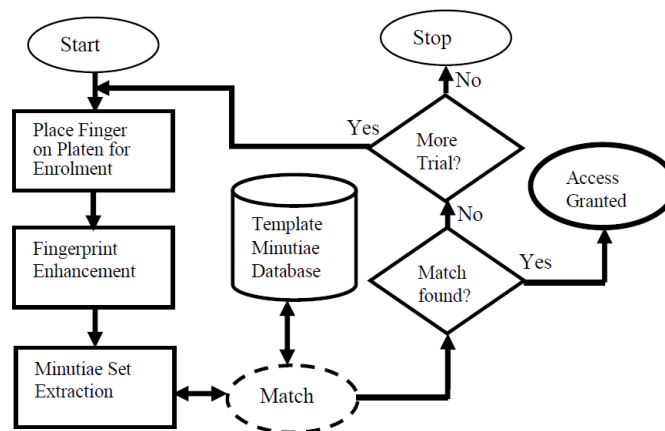 Start
Place Finger
on Platen for
Enrolment
Fingerprint
Enhancement
Minutiae Set
Extraction
Template
Minutiae
Database
Match
Match
found?
Yes
Access
Granted
No
More
Trial?
Yes
No
Stop